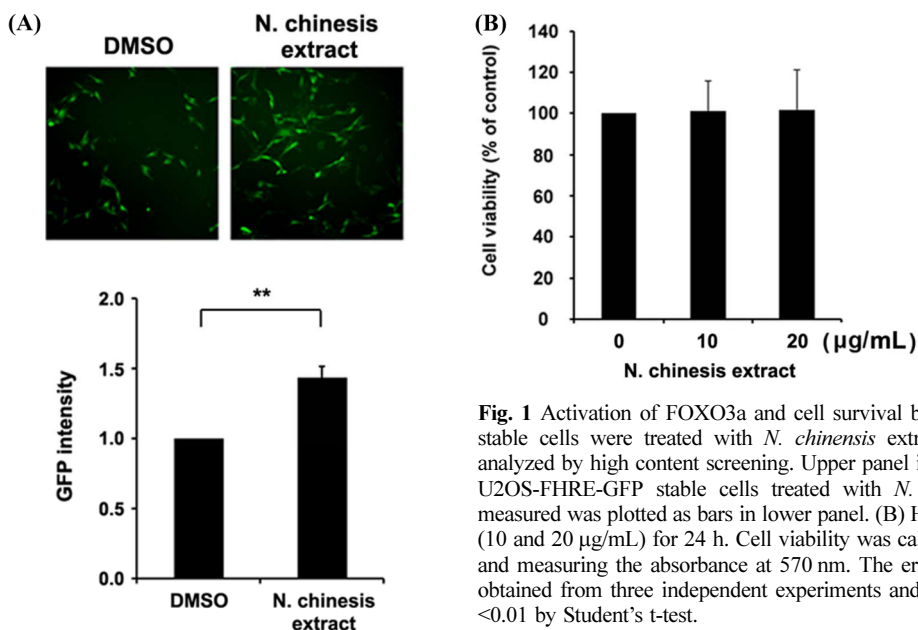 (A)
DMSO
N. chinesis
extract
2.0
**
1.5
1.0
0.5
0.0
GFP intensity
DMSO
N. chinesis
extract
(B)
140
120
100
80
60
40
20
0
Cell viability (% of control)
0 10 20 (µg/mL)
N. chinesis extract
Fig. 1 Activation of FOXO3a and cell survival b
stable cells were treated with N. chinensis extr
analyzed by high content screening. Upper panel i
U2OS-FHRE-GFP stable cells treated with N.
measured was plotted as bars in lower panel. (B) H
(10 and 20 µg/mL) for 24 h. Cell viability was ca
and measuring the absorbance at 570 nm. The er
obtained from three independent experiments and
<0.01 by Student’s t-test.